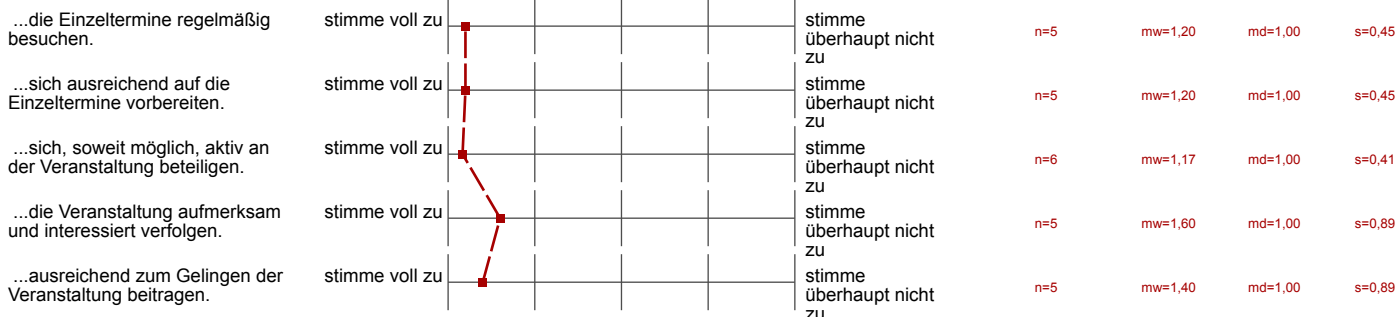 ...die Einzeltermine regelmäßig
besuchen.
stimme voll zu
stimme
überhaupt nicht
zu
n=5 mw=1,20 md=1,00 s=0,45
...sich ausreichend auf die
Einzeltermine vorbereiten.
stimme voll zu
stimme
überhaupt nicht
zu
n=5 mw=1,20 md=1,00 s=0,45
...sich, soweit möglich, aktiv an
der Veranstaltung beteiligen.
stimme voll zu
stimme
überhaupt nicht
zu
n=6 mw=1,17 md=1,00 s=0,41
...die Veranstaltung aufmerksam
und interessiert verfolgen.
stimme voll zu
stimme
überhaupt nicht
zu
n=5 mw=1,60 md=1,00 s=0,89
...ausreichend zum Gelingen der
Veranstaltung beitragen.
stimme voll zu
stimme
überhaupt nicht
zu
n=5 mw=1,40 md=1,00 s=0,89